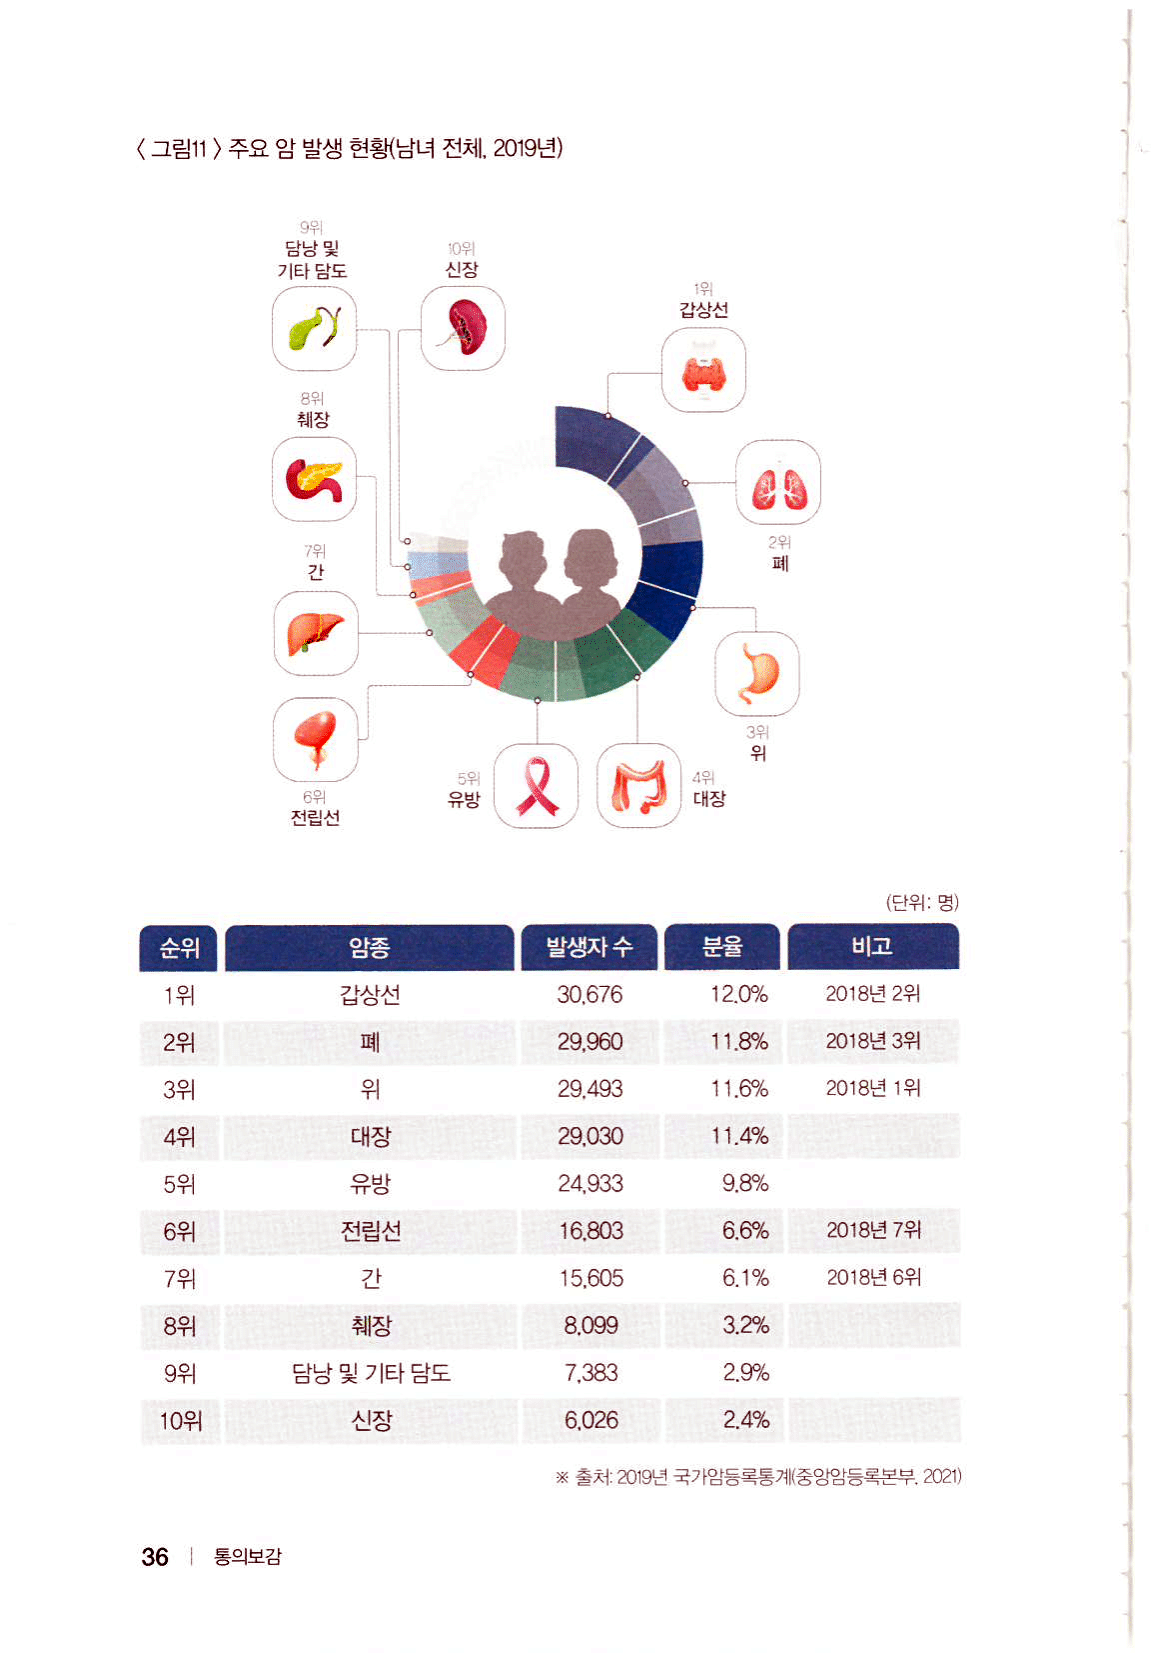 〈 그림11 〉 주요 암 발생 현황(남녀 전체, 2019년)
9위
담낭 및
기타 담도
10위
신장
1위
갑상선
8위
췌장
2위
폐
7위
간
3위
위
6위
전립선
5위
유방
4위
대장
(단위: 명)
순위 암종 발생자 수 분율 비고
1위 갑상선 30,676 12.0% 2018년 2위
2위 폐 29,960 11.8% 2018년 3위
3위 위 29,493 11.6% 2018년 1위
4위 대장 29,030 11.4%
5위 유방 24,933 9.8%
6위 전립선 16,803 6.6% 2018년 7위
7위 간 15,605 6.1% 2018년 6위
8위 췌장 8,099 3.2%
9위 담낭 및 기타 담도 7,383 2.9%
10위 신장 6,026 2.4%
※ 출처: 2019년 국가암등록통계(중앙암등록본부, 2021)
36 | 통의보감